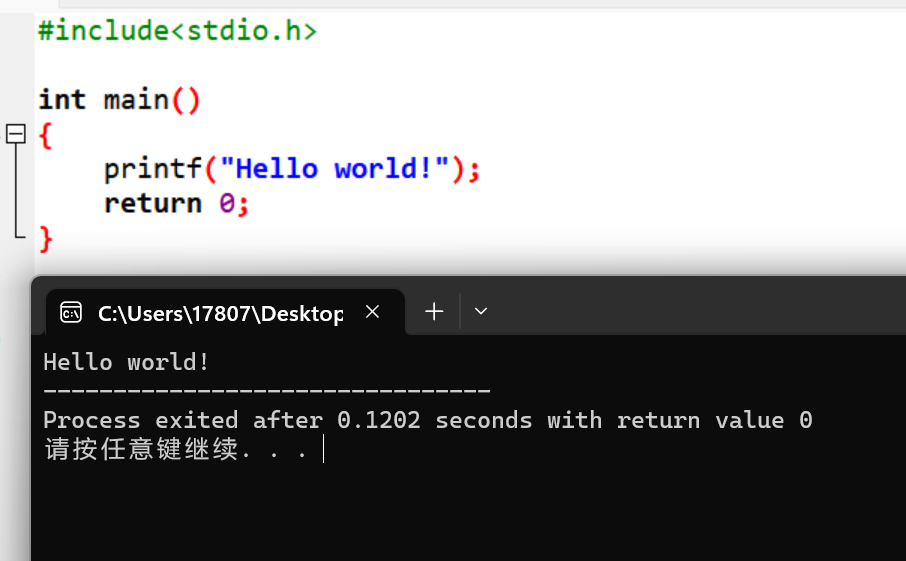 #include<stdio.h>
int main()
{
printf("Hello world!");
return 0;
}
C:\Users\17807\Desktop
Hello world!
--------------------------------
Process exited after 0.1202 seconds with return value 0
请按任意键继续. . .